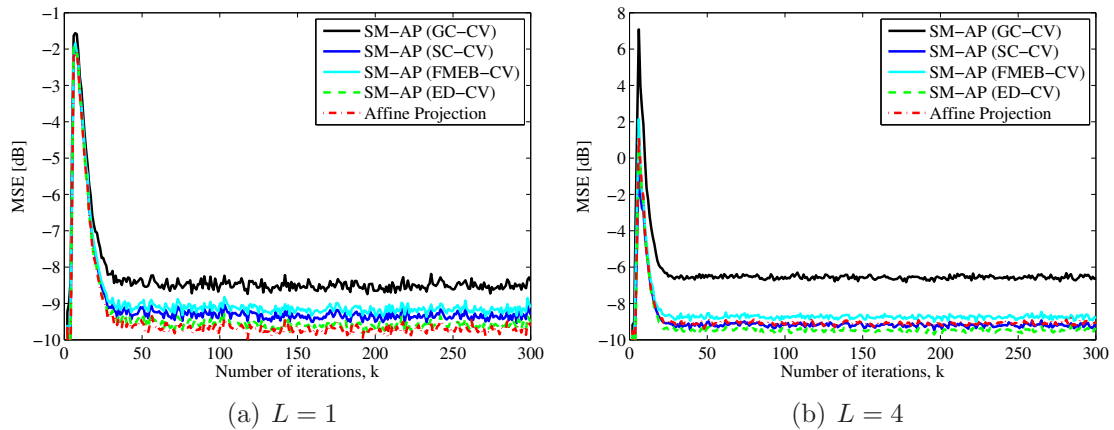 −1
−2
−3
−4
−5
−6
−7
−8
−9
−10
MSE [dB]
0 50 100 150 200 250 300
Number of iterations, k
SM−AP (GC−CV)
SM−AP (SC−CV)
SM−AP (FMEB−CV)
SM−AP (ED−CV)
Affine Projection
(a) L = 1
8
6
4
2
0
−2
−4
−6
−8
−10
MSE [dB]
0 50 100 150 200 250 300
Number of iterations, k
SM−AP (GC−CV)
SM−AP (SC−CV)
SM−AP (FMEB−CV)
SM−AP (ED−CV)
Affine Projection
(b) L = 4